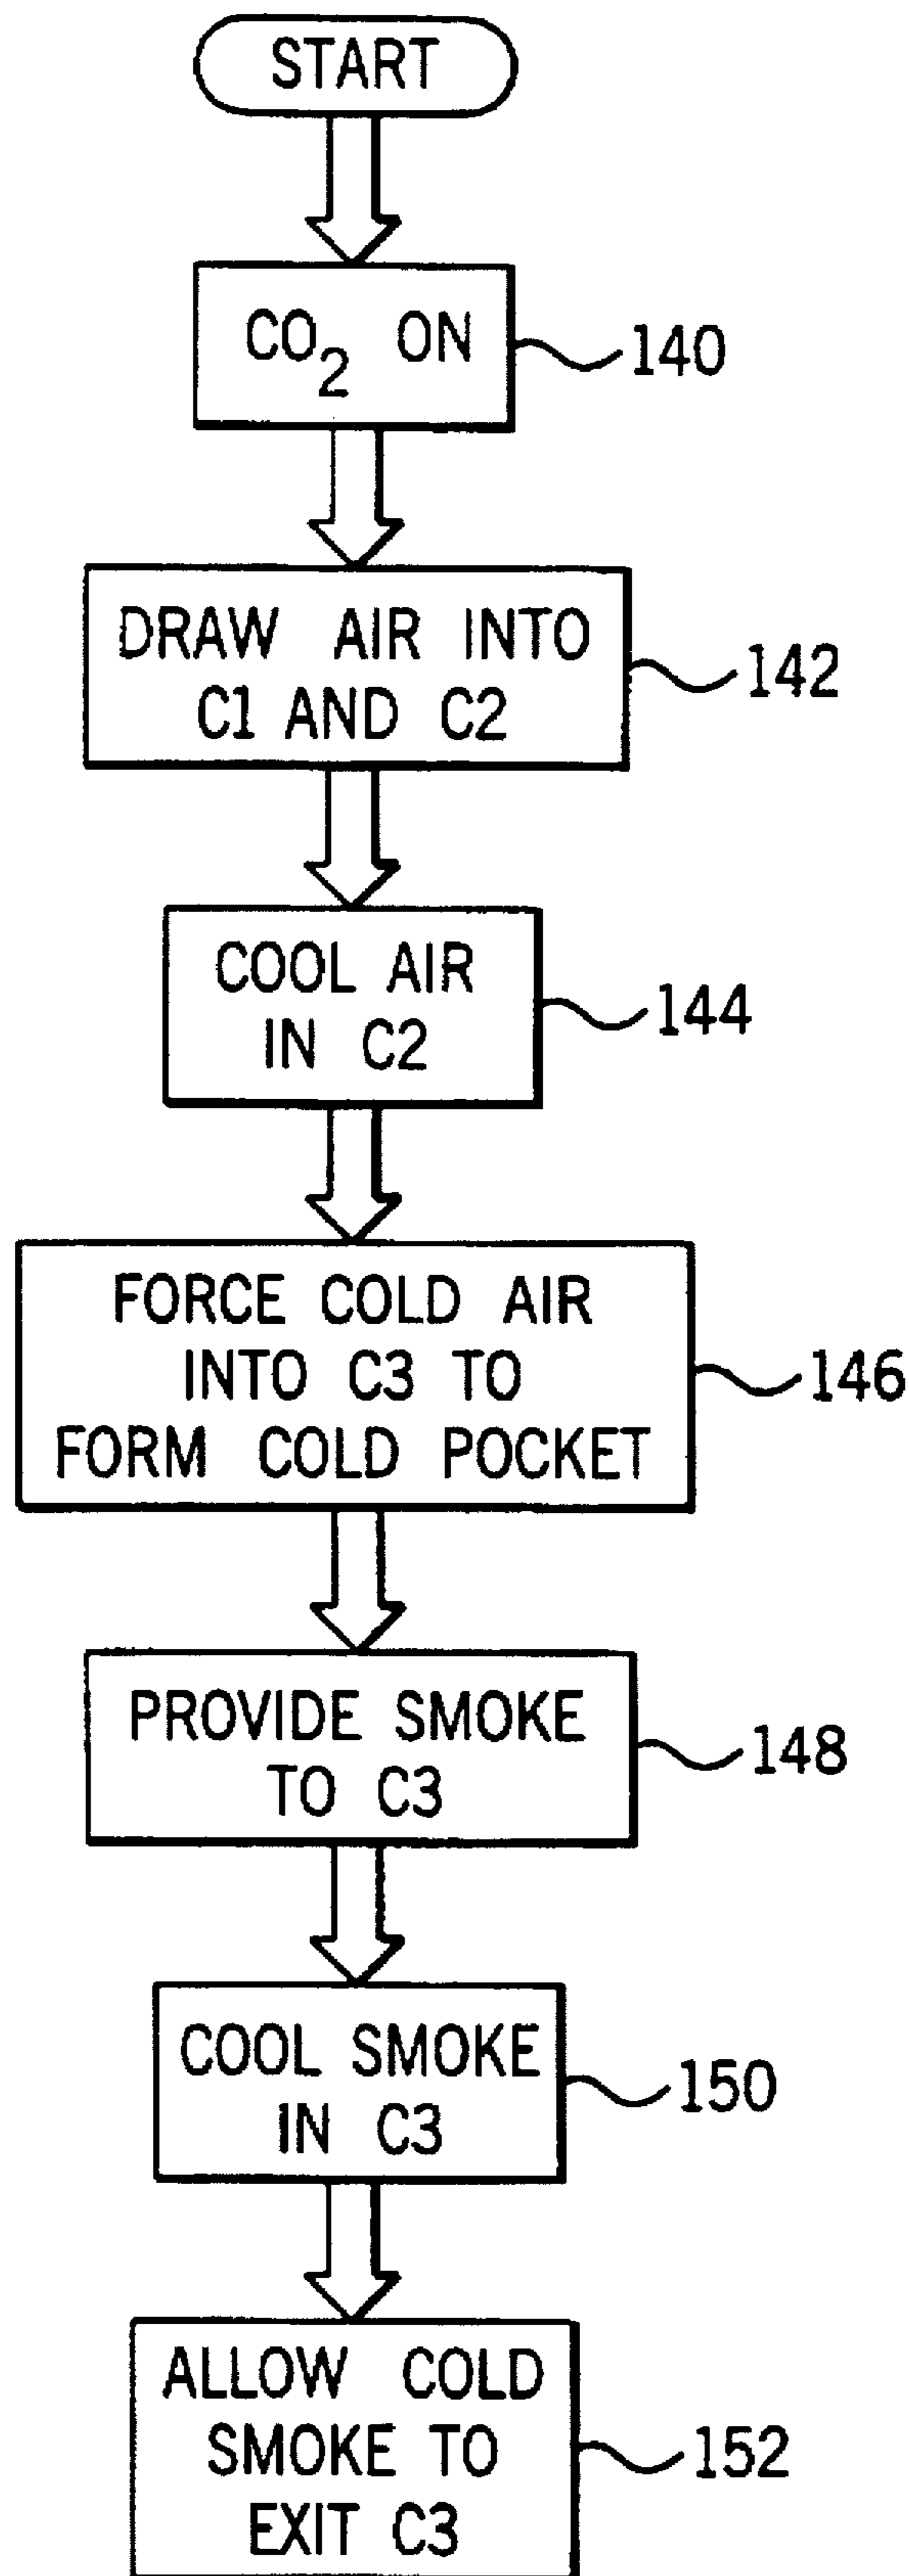 START
CO₂ ON
140
DRAW AIR INTO
C1 AND C2
142
COOL AIR
IN C2
144
FORCE COLD AIR
INTO C3 TO
FORM COLD POCKET
146
PROVIDE SMOKE
TO C3
148
COOL SMOKE
IN C3
150
ALLOW COLD
SMOKE TO
EXIT C3
152